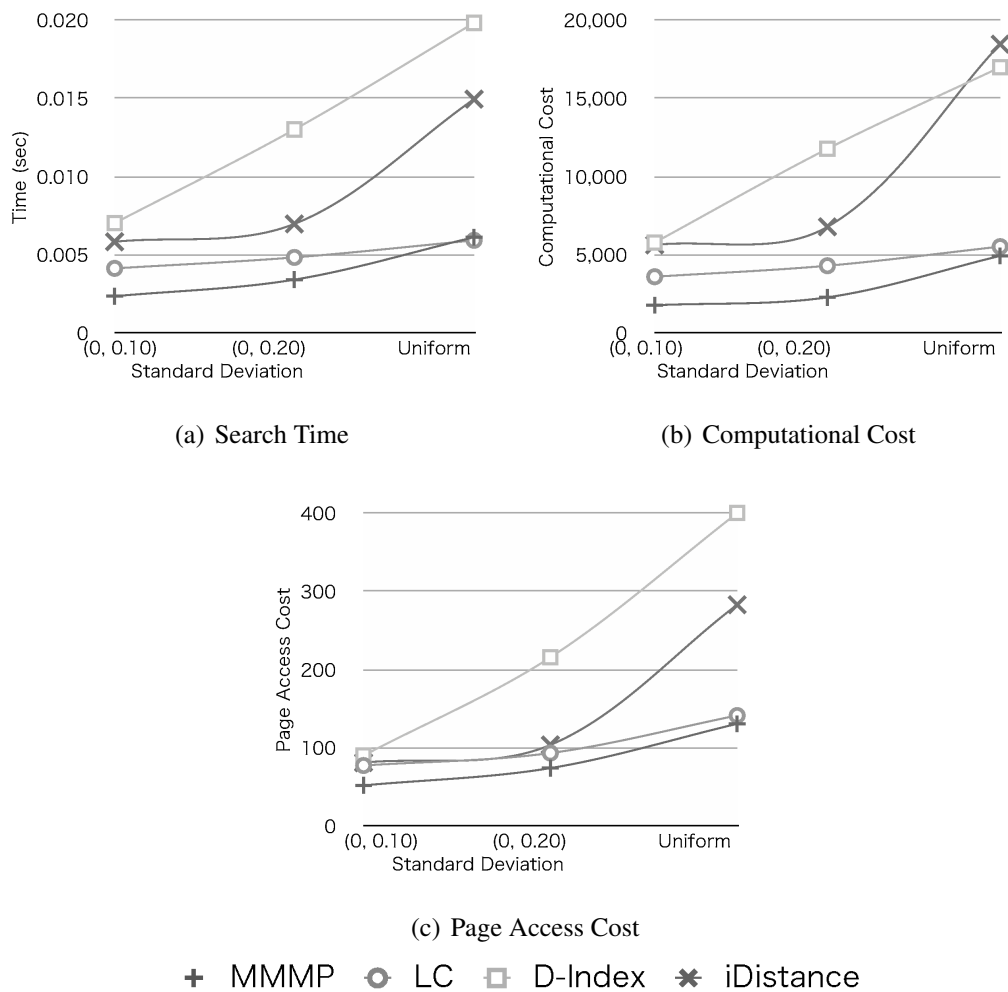 0.020
0.015
0.010
0.005
0
Time (sec)
(0, 0.10) (0, 0.20) Uniform
Standard Deviation
(a) Search Time
20,000
15,000
10,000
5,000
0
Computational Cost
(0, 0.10) (0, 0.20) Uniform
Standard Deviation
(b) Computational Cost
400
300
200
100
0
Page Access Cost
(0, 0.10) (0, 0.20) Uniform
Standard Deviation
(c) Page Access Cost
MMMP LC D-Index iDistance